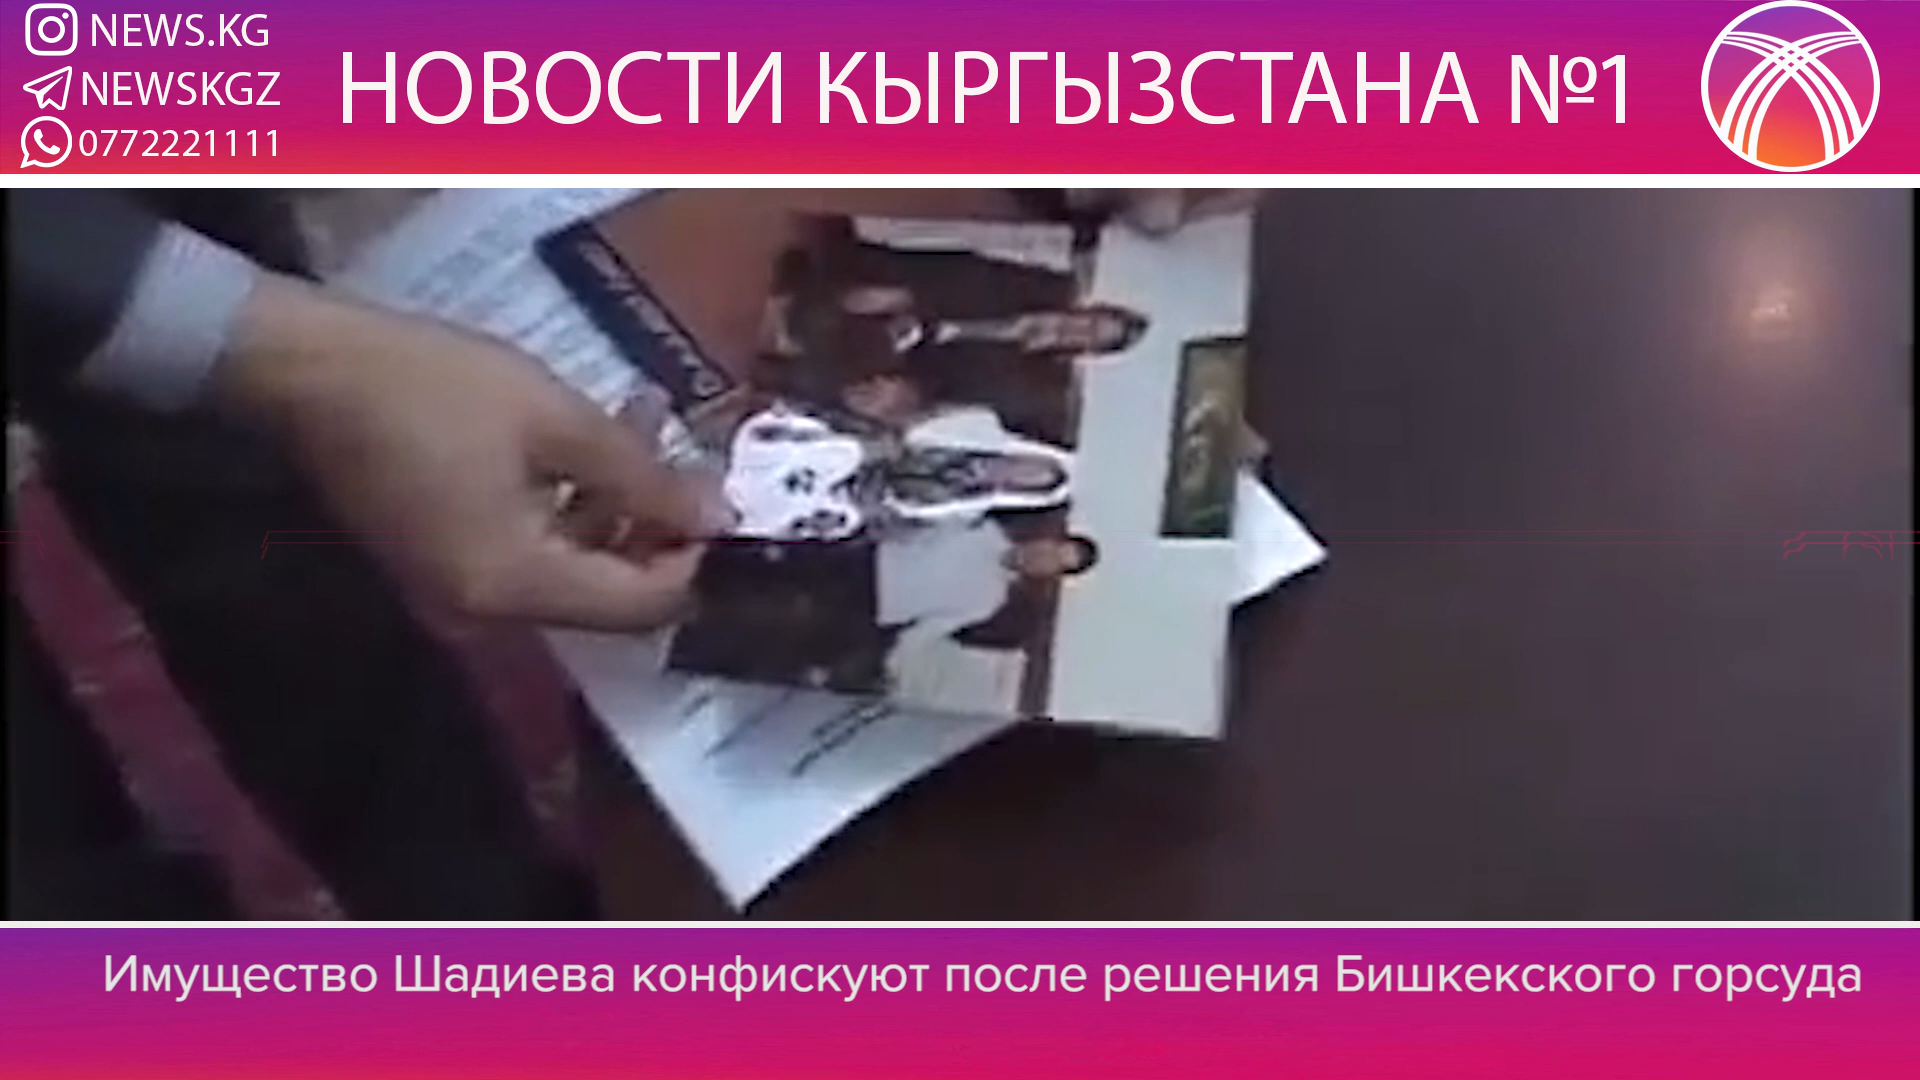 NEWS.KG
NEWSKGZ
0772221111
НОВОСТИ КЫРГЫЗСТАНА №1
Имущество Шадиева конфискуют после решения Бишкекского горсуда